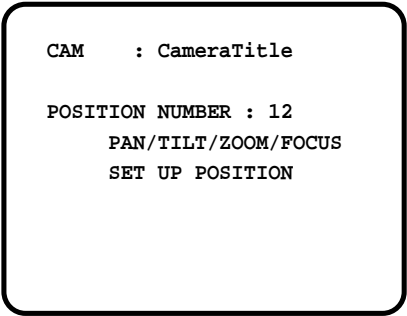 CAM : CameraTitle
POSITION NUMBER : 12
PAN/TILT/ZOOM/FOCUS
SET UP POSITION